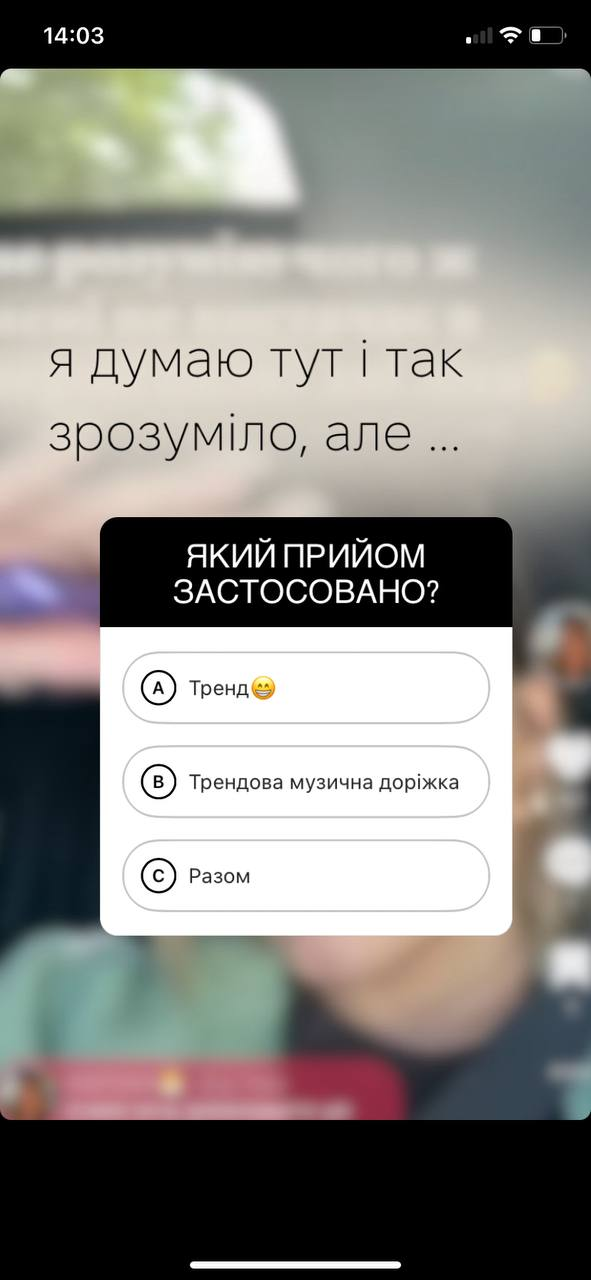 14:03
я думаю тут і так
зрозуміло, але ...
ЯКИЙ ПРИЙОМ
ЗАСТОСОВАНО?
A Тренд😁
B Трендова музична доріжка
C Разом